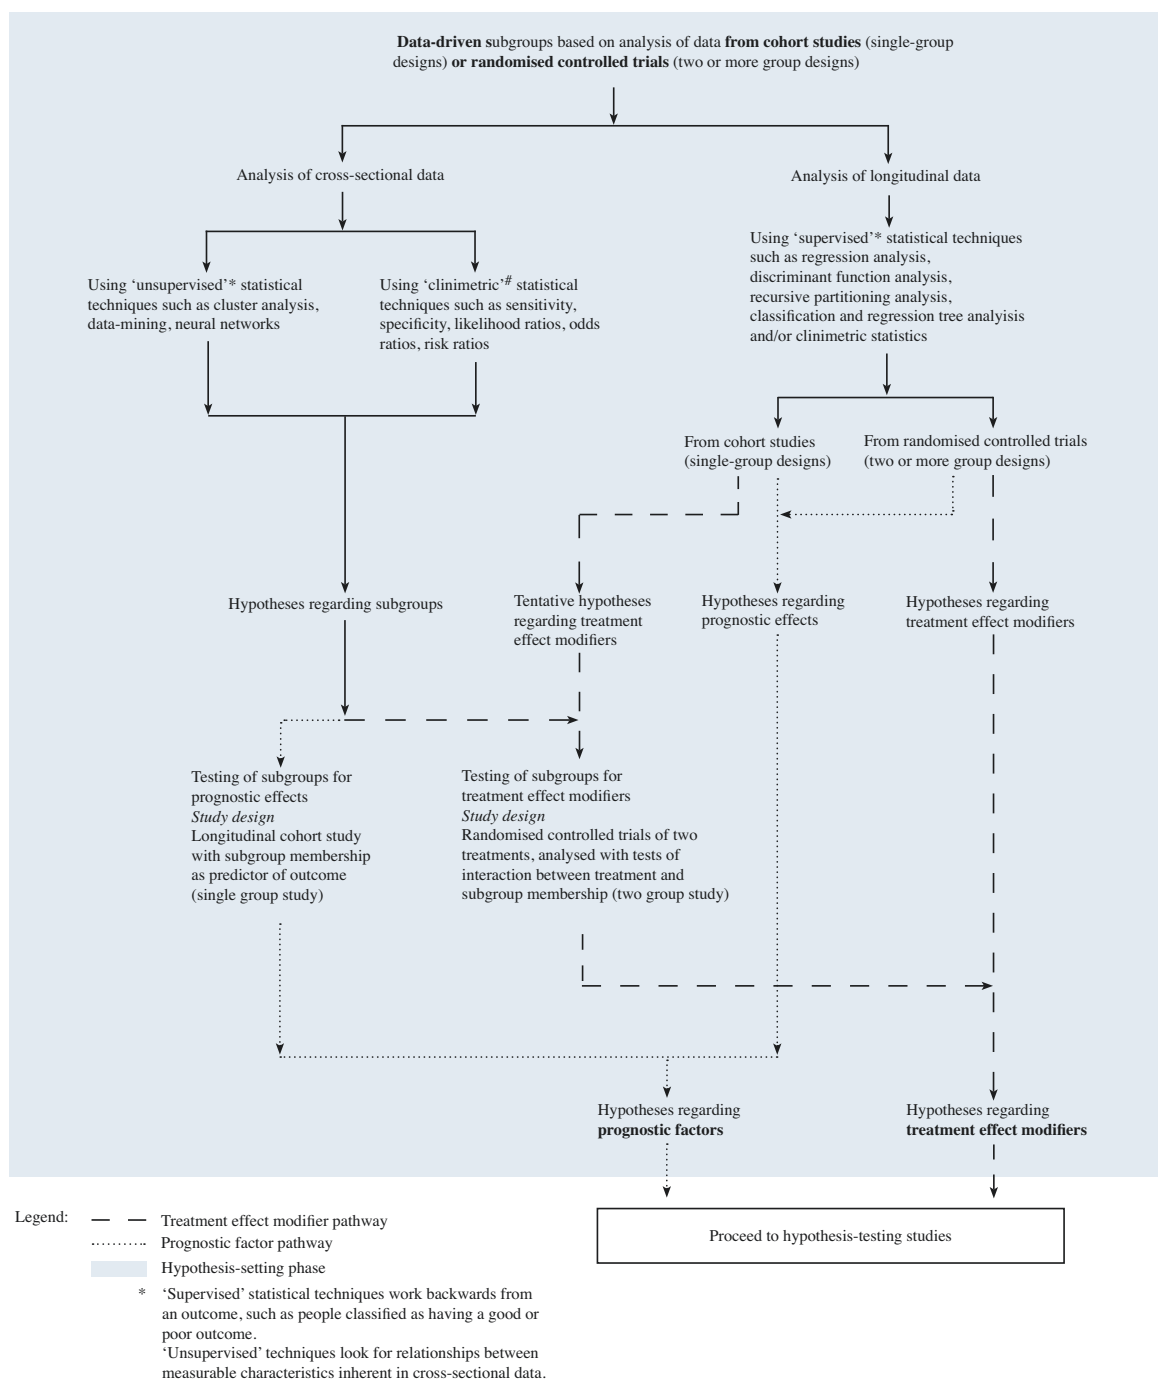 Data-driven subgroups based on analysis of data from cohort studies (single-group
designs) or randomised controlled trials (two or more group designs)
Analysis of cross-sectional data
Analysis of longitudinal data
Using ‘unsupervised’* statistical
techniques such as cluster analysis,
data-mining, neural networks
Using ‘clinimetric’# statistical
techniques such as sensitivity,
specificity, likelihood ratios, odds
ratios, risk ratios
Using ‘supervised’* statistical techniques
such as regression analysis,
discriminant function analysis,
recursive partitioning analysis,
classification and regression tree analyisis
and/or clinimetric statistics
From cohort studies
(single-group designs)
From randomised controlled trials
(two or more group designs)
Hypotheses regarding subgroups
Tentative hypotheses
regarding treatment
effect modifiers
Hypotheses regarding
prognostic effects
Hypotheses regarding
treatment effect modifiers
Testing of subgroups for
prognostic effects
Study design
Longitudinal cohort study
with subgroup membership
as predictor of outcome
(single group study)
Testing of subgroups for
treatment effect modifiers
Study design
Randomised controlled trials of two
treatments, analysed with tests of
interaction between treatment and
subgroup membership (two group study)
Hypotheses regarding
prognostic factors
Hypotheses regarding
treatment effect modifiers
Proceed to hypothesis-testing studies
Legend:
Treatment effect modifier pathway
Prognostic factor pathway
Hypothesis-setting phase
* ‘Supervised’ statistical techniques work backwards from
an outcome, such as people classified as having a good or
poor outcome.
‘Unsupervised’ techniques look for relationships between
measurable characteristics inherent in cross-sectional data.